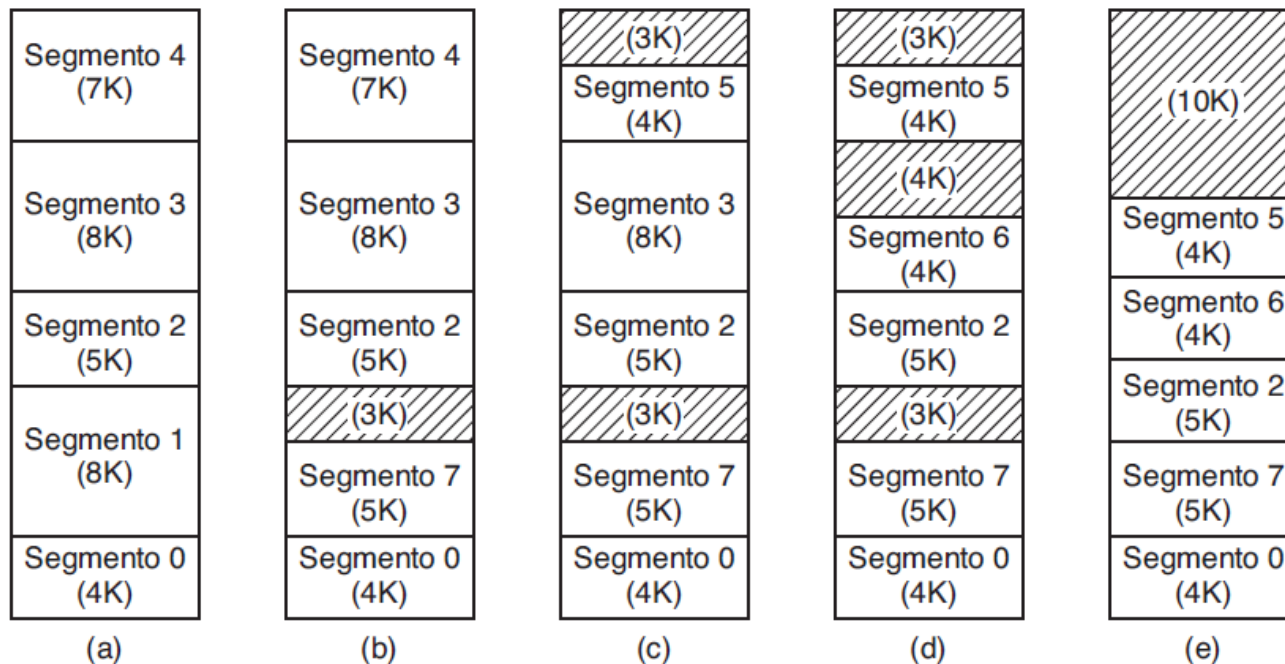 Segmento 4
(7K)
Segmento 3
(8K)
Segmento 2
(5K)
Segmento 1
(8K)
Segmento 0
(4K)
(a)
Segmento 4
(7K)
Segmento 3
(8K)
Segmento 2
(5K)
(3K)
Segmento 7
(5K)
Segmento 0
(4K)
(b)
(3K)
Segmento 5
(4K)
Segmento 3
(8K)
Segmento 2
(5K)
(3K)
Segmento 7
(5K)
Segmento 0
(4K)
(c)
(3K)
Segmento 5
(4K)
(4K)
Segmento 6
(4K)
Segmento 2
(5K)
(3K)
Segmento 7
(5K)
Segmento 0
(4K)
(d)
(10K)
Segmento 5
(4K)
Segmento 6
(4K)
Segmento 2
(5K)
Segmento 7
(5K)
Segmento 0
(4K)
(e)